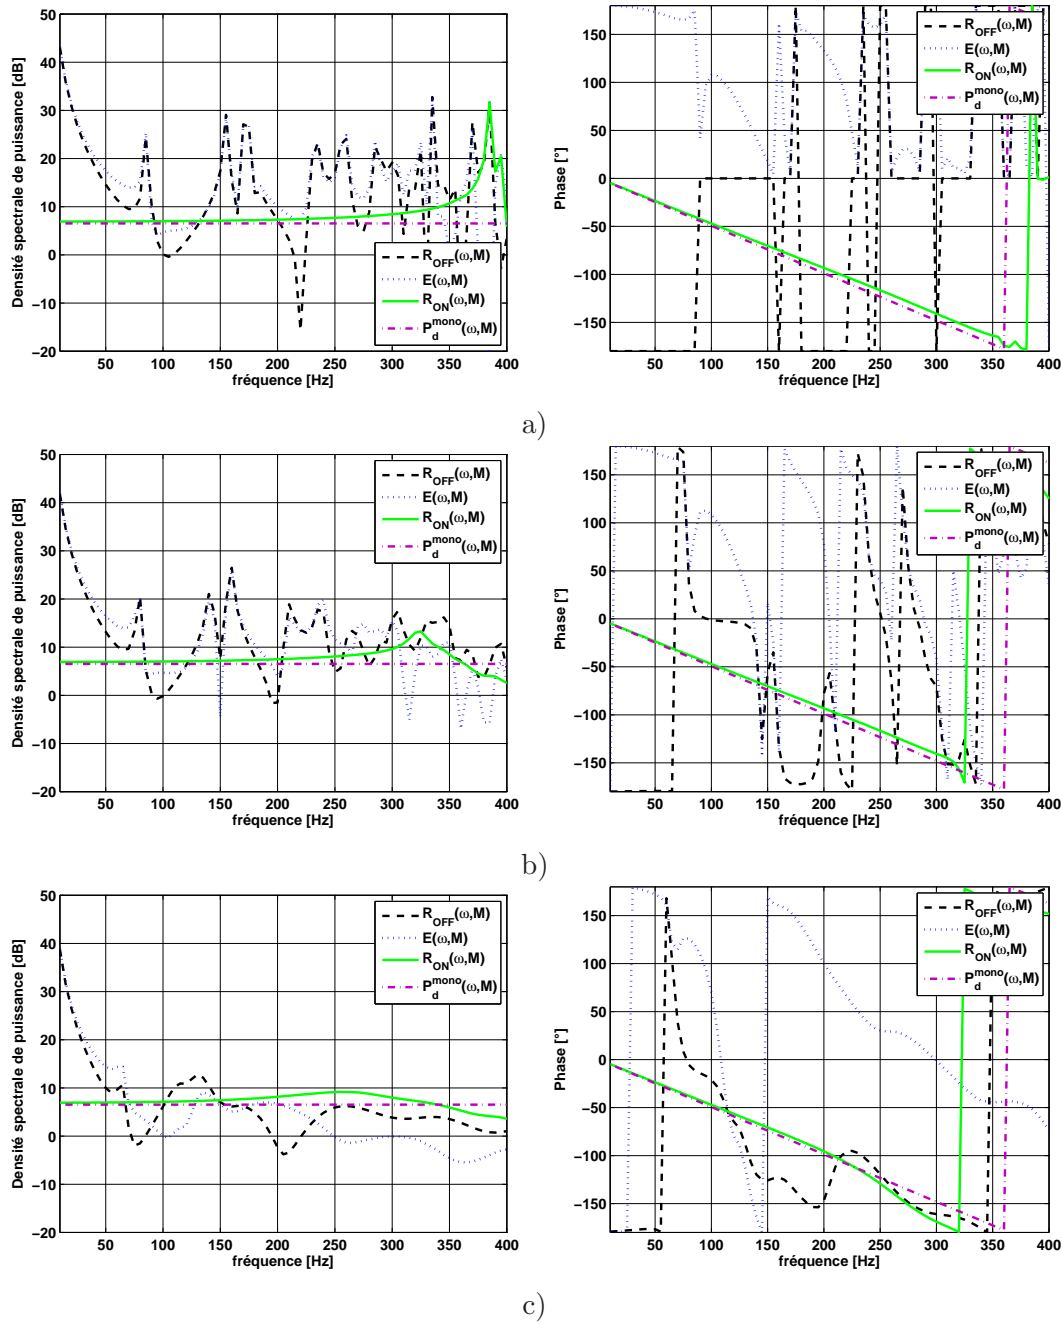 50
40
30
20
10
0
−10
−20
50 100 150 200 250 300 350 400
fréquence [Hz]
Densité spectrale de puissance [dB]
R_OFF(ω,M)
E(ω,M)
R_ON(ω,M)
P_d^mono(ω,M)
150
100
50
0
−50
−100
−150
50 100 150 200 250 300 350 400
fréquence [Hz]
Phase [°]
R_OFF(ω,M)
E(ω,M)
R_ON(ω,M)
P_d^mono(ω,M)
a)
50
40
30
20
10
0
−10
−20
50 100 150 200 250 300 350 400
fréquence [Hz]
Densité spectrale de puissance [dB]
R_OFF(ω,M)
E(ω,M)
R_ON(ω,M)
P_d^mono(ω,M)
150
100
50
0
−50
−100
−150
50 100 150 200 250 300 350 400
fréquence [Hz]
Phase [°]
R_OFF(ω,M)
E(ω,M)
R_ON(ω,M)
P_d^mono(ω,M)
b)
50
40
30
20
10
0
−10
−20
50 100 150 200 250 300 350 400
fréquence [Hz]
Densité spectrale de puissance [dB]
R_OFF(ω,M)
E(ω,M)
R_ON(ω,M)
P_d^mono(ω,M)
150
100
50
0
−50
−100
−150
50 100 150 200 250 300 350 400
fréquence [Hz]
Phase [°]
R_OFF(ω,M)
E(ω,M)
R_ON(ω,M)
P_d^mono(ω,M)
c)